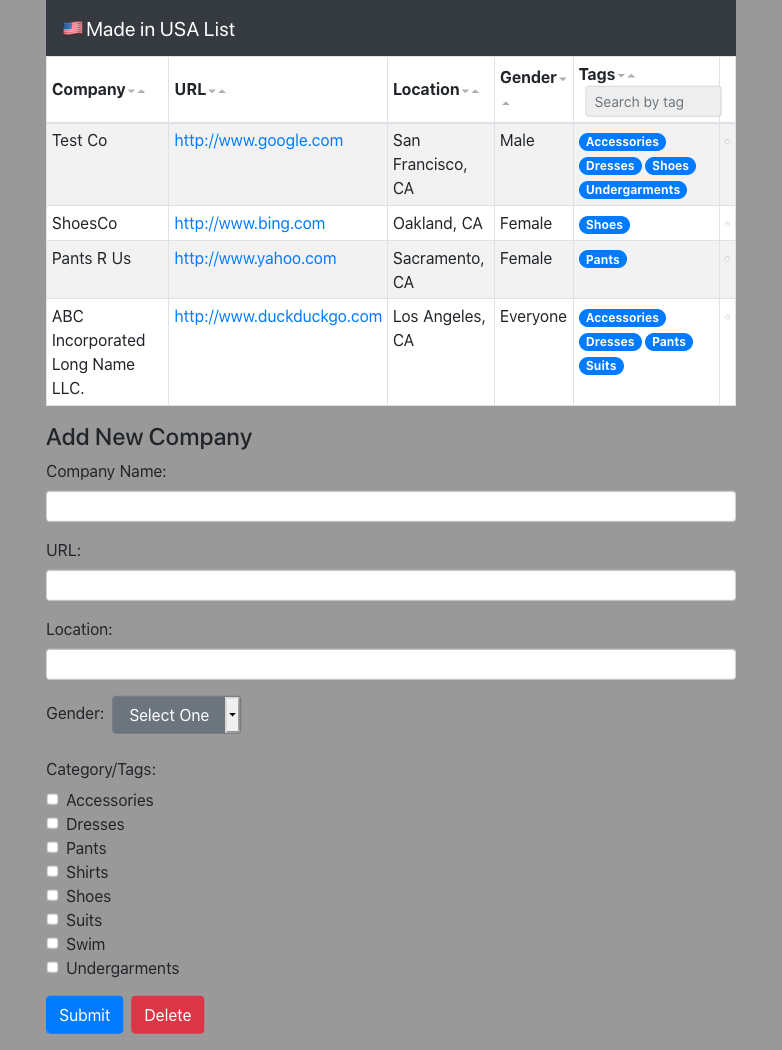 🇺🇸 Made in USA List
Company URL Location Gender Tags
Search by tag
Test Co http://www.google.com San Francisco, CA Male Accessories Dresses Shoes Undergarments
ShoesCo http://www.bing.com Oakland, CA Female Shoes
Pants R Us http://www.yahoo.com Sacramento, CA Female Pants
ABC Incorporated Long Name LLC. http://www.duckduckgo.com Los Angeles, CA Everyone Accessories Dresses Pants Suits
Add New Company
Company Name:
URL:
Location:
Gender: Select One
Category/Tags:
Accessories
Dresses
Pants
Shirts
Shoes
Suits
Swim
Undergarments
Submit Delete